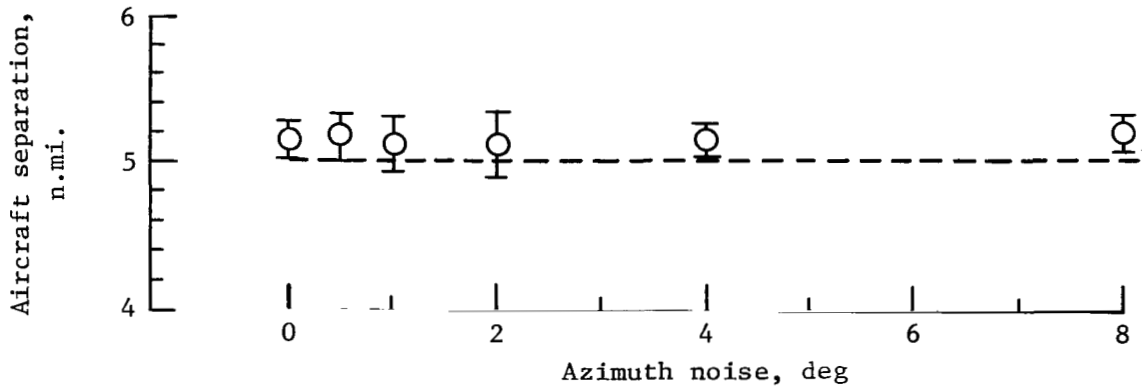 Aircraft separation,
n.mi.
6
5
4
0 2 4 6 8
Azimuth noise, deg